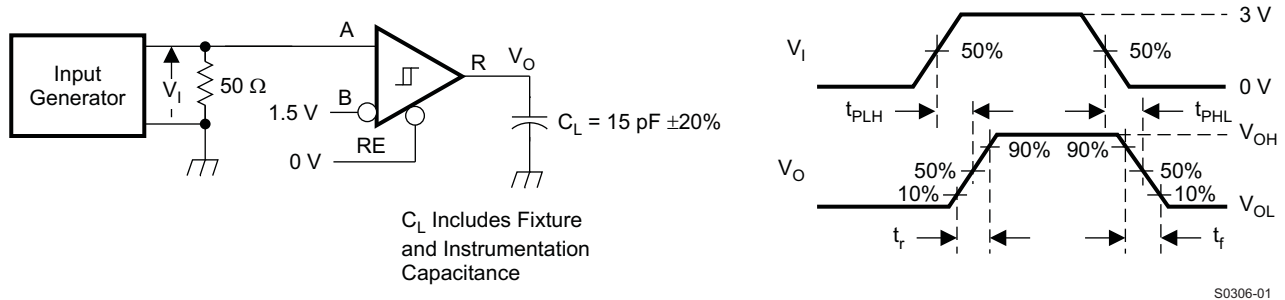 Input
Generator
V_I
50 Ω
A
1.5 V
B
0 V
RE
R
V_O
C_L = 15 pF ±20%
C_L Includes Fixture
and Instrumentation
Capacitance
V_I
50%
50%
3 V
0 V
t_PLH
t_PHL
V_O
50%
10%
90%
90%
50%
10%
V_OH
V_OL
t_r
t_f
S0306-01